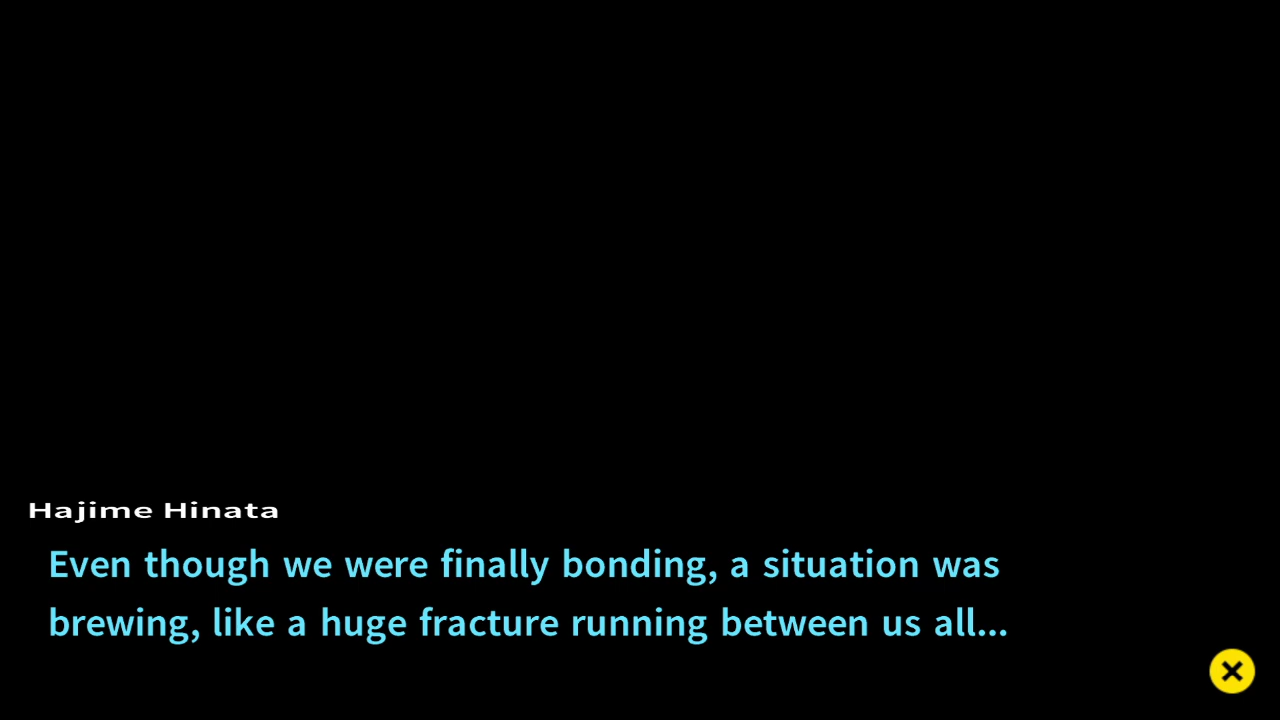 Hajime Hinata
Even though we were finally bonding, a situation was
brewing, like a huge fracture running between us all...